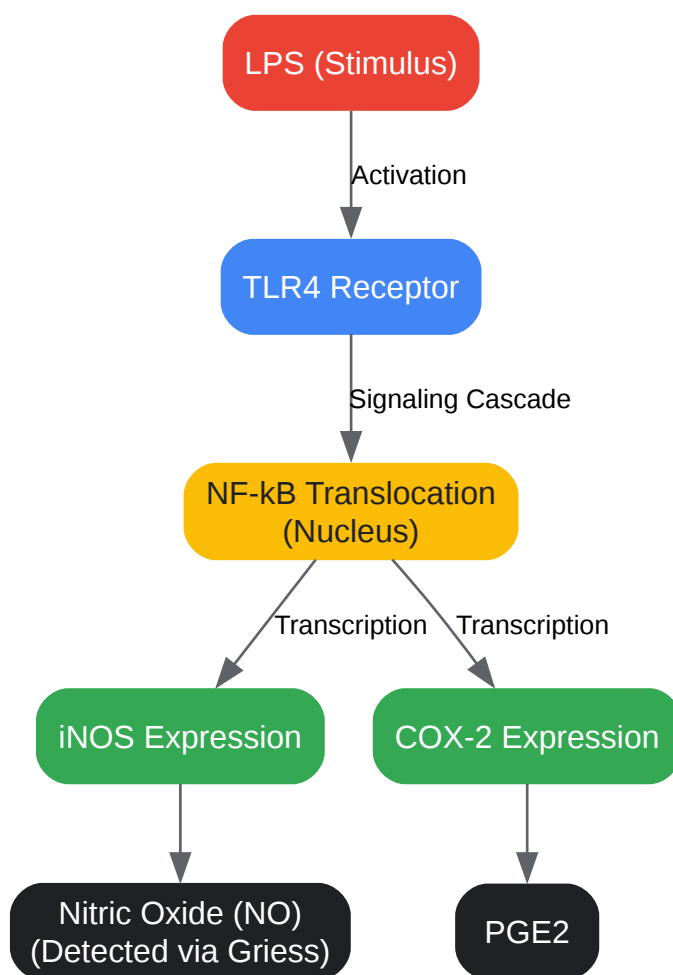 LPS (Stimulus)
Activation
TLR4 Receptor
Signaling Cascade
NF-kB Translocation
(Nucleus)
Transcription
Transcription
iNOS Expression
COX-2 Expression
Nitric Oxide (NO)
(Detected via Griess)
PGE2